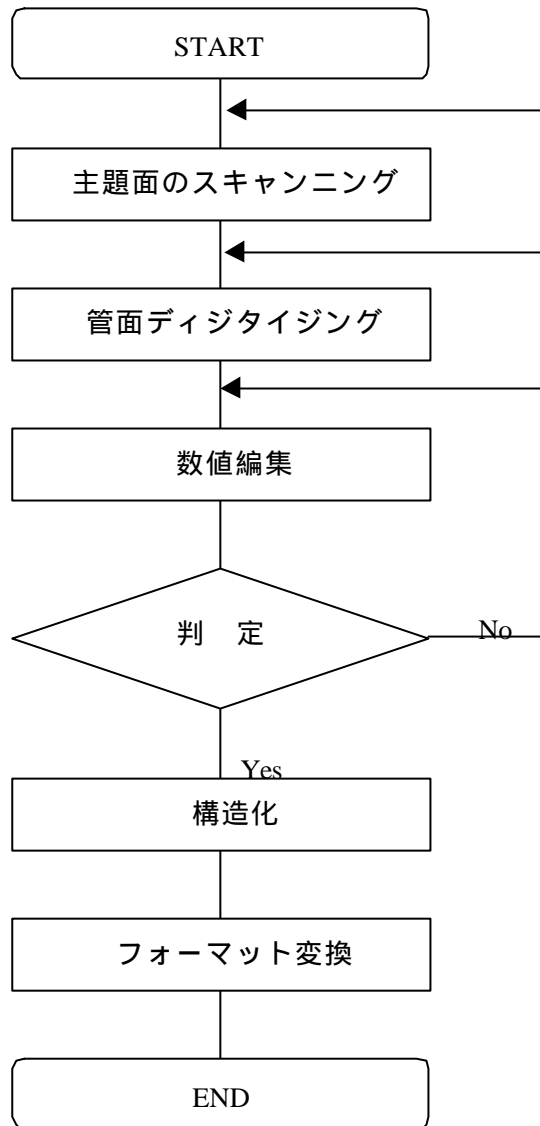 START
主題面のスキャンニング
管面ディジタイジング
数値編集
判　定
No
Yes
構造化
フォーマット変換
END